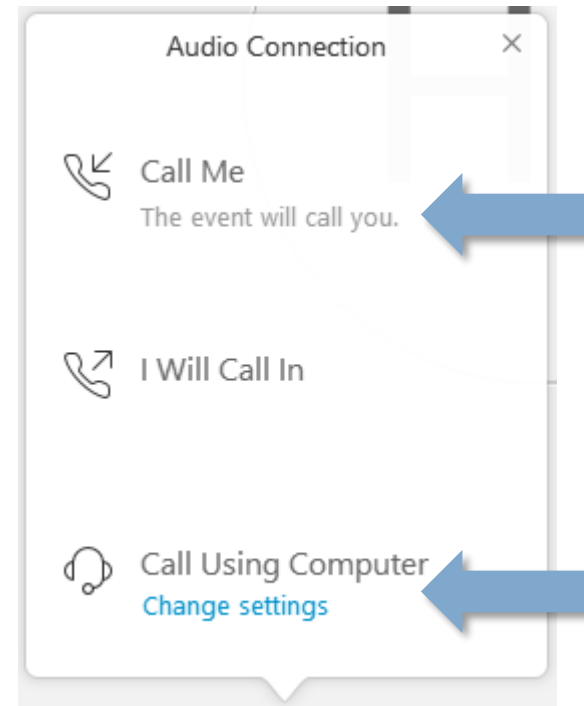 Audio Connection
Call Me
The event will call you.
I Will Call In
Call Using Computer
Change settings